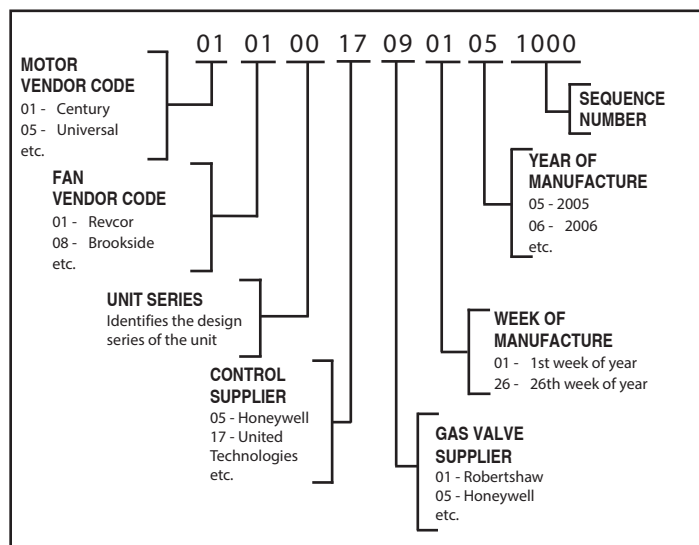 01 01 00 17 09 01 05 1000
MOTOR
VENDOR CODE
01 - Century
05 - Universal
etc.
FAN
VENDOR CODE
01 - Revcor
08 - Brookside
etc.
UNIT SERIES
Identifies the design
series of the unit
CONTROL
SUPPLIER
05 - Honeywell
17 - United
Technologies
etc.
SEQUENCE
NUMBER
YEAR OF
MANUFACTURE
05 - 2005
06 - 2006
etc.
WEEK OF
MANUFACTURE
01 - 1st week of year
26 - 26th week of year
GAS VALVE
SUPPLIER
01 - Robertshaw
05 - Honeywell
etc.